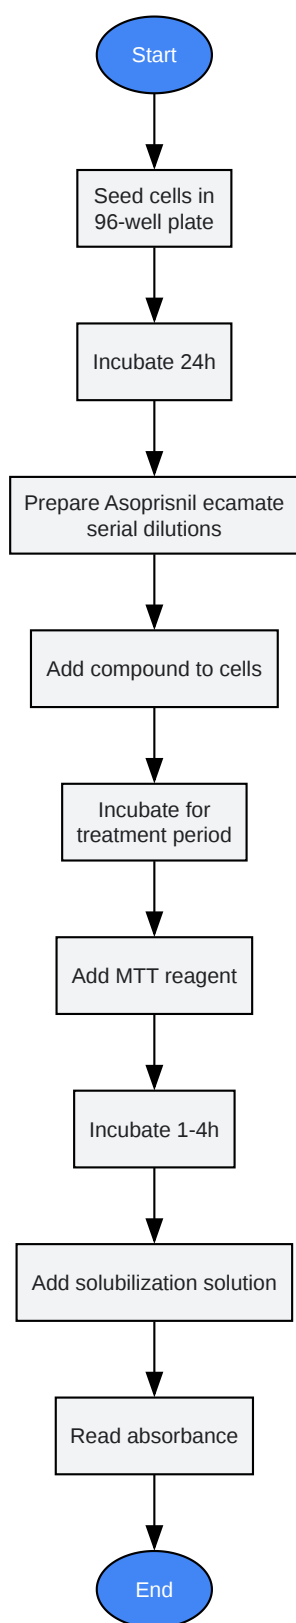 Start
Seed cells in
96-well plate
Incubate 24h
Prepare Asoprisnil ecamate
serial dilutions
Add compound to cells
Incubate for
treatment period
Add MTT reagent
Incubate 1-4h
Add solubilization solution
Read absorbance
End